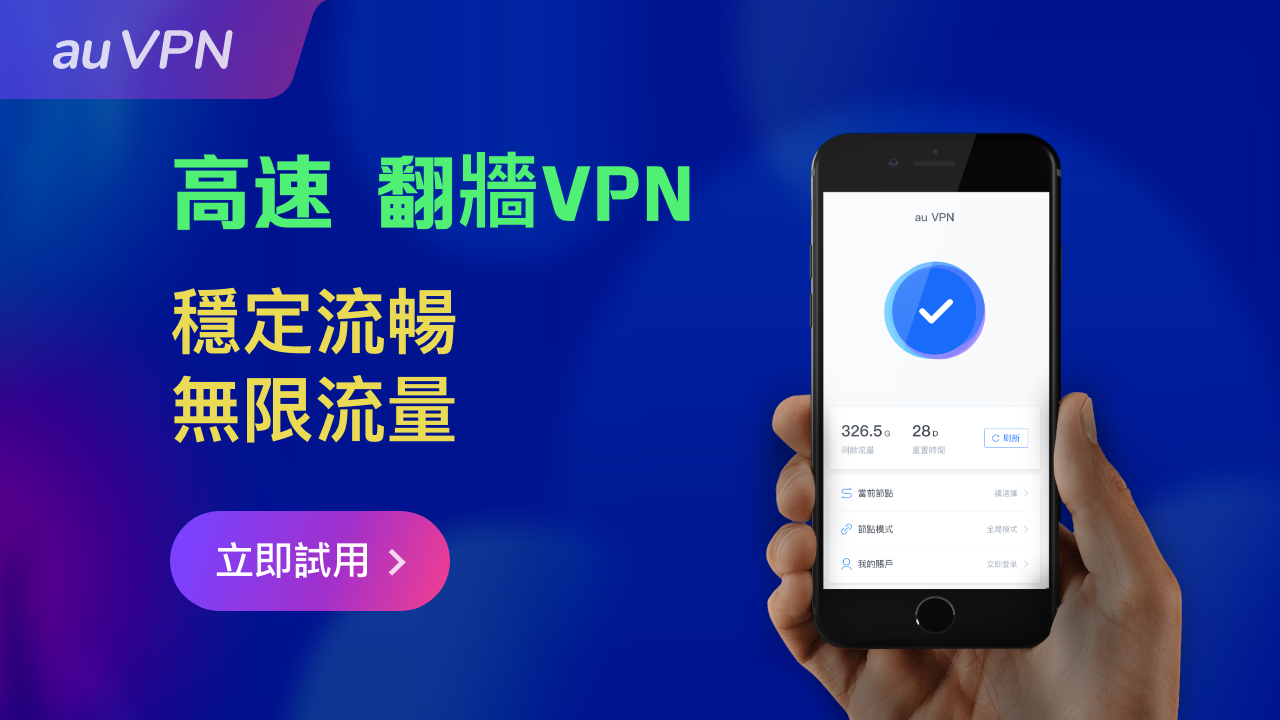 au VPN
高速 翻牆VPN
穩定流暢
無限流量
立即試用
au VPN
326.5 G
28 D
剩餘流量
重置時間
刷新
當前節點
請選擇
節點模式
全局模式
我的賬戶
立即登录